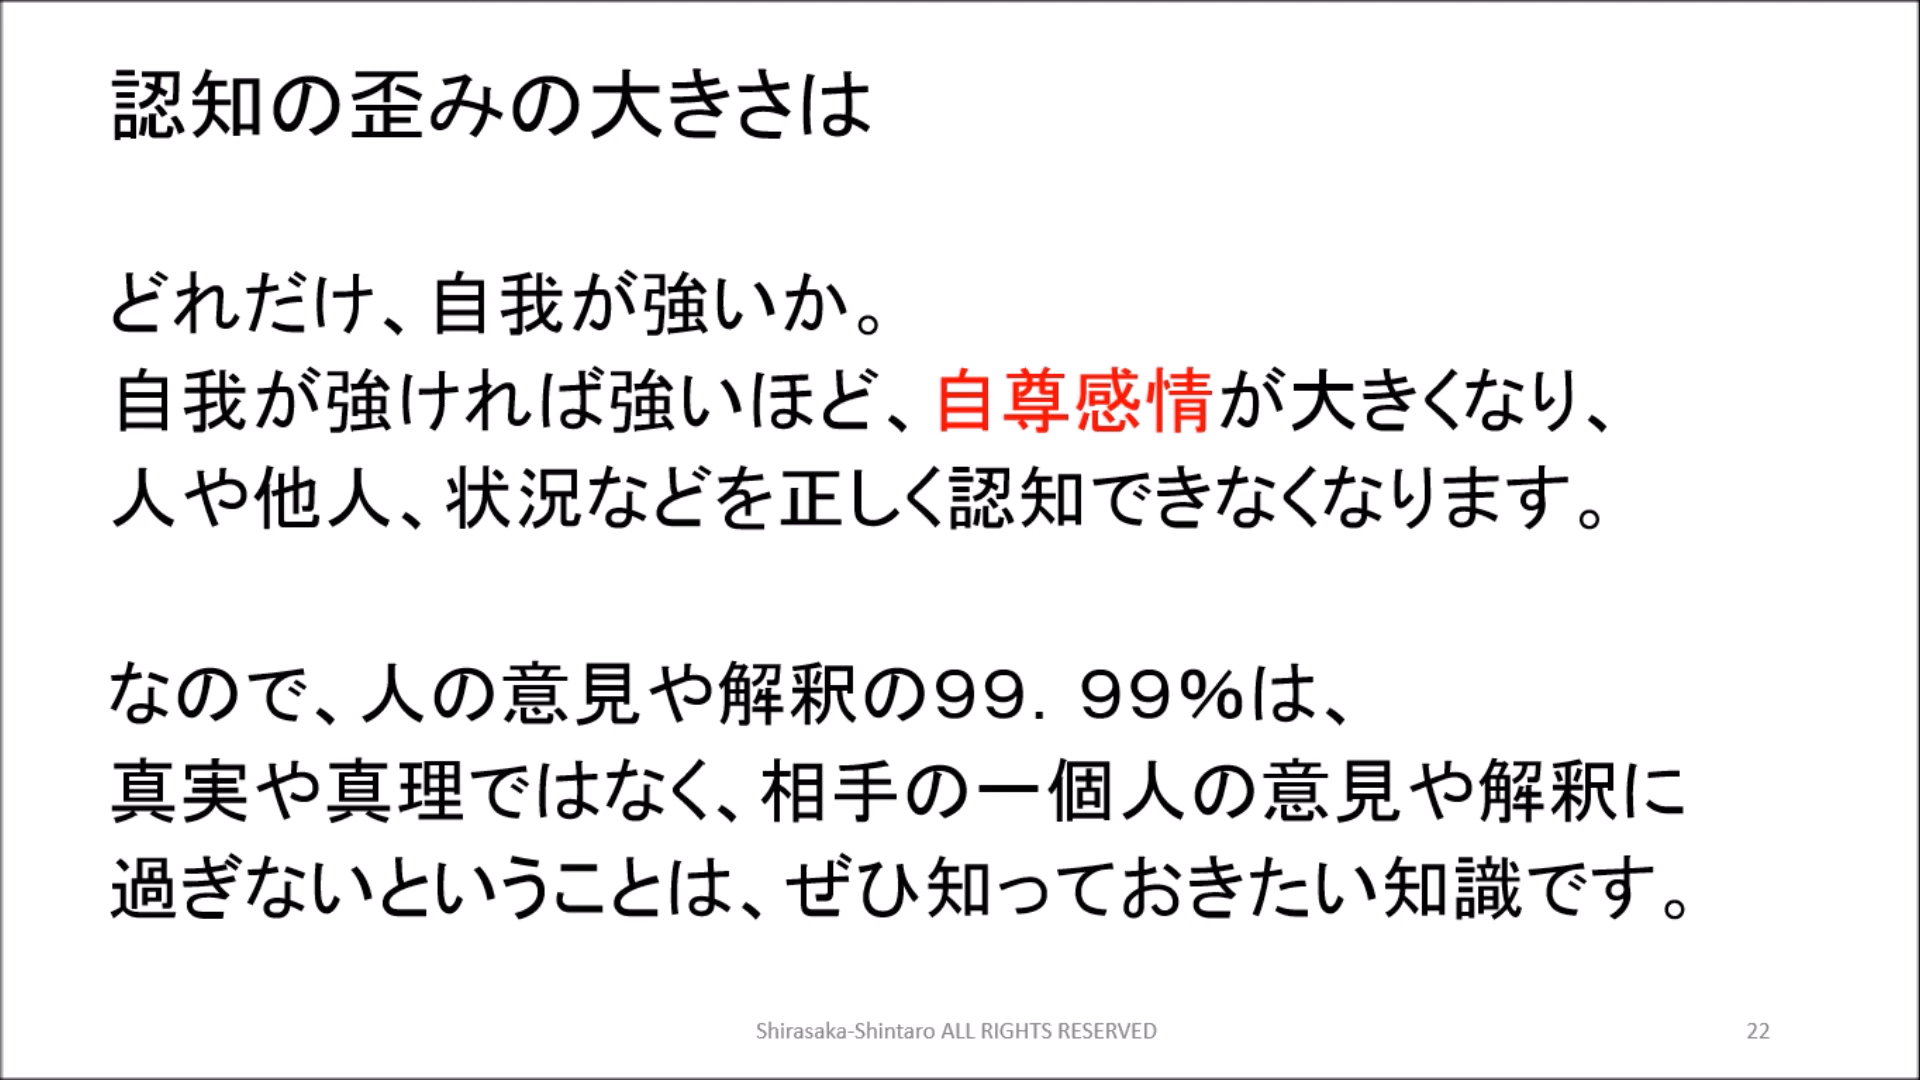 認知の歪みの大きさは
どれだけ、自我が強いか。
自我が強ければ強いほど、自尊感情が大きくなり、
人や他人、状況などを正しく認知できなくなります。
なので、人の意見や解釈の９９．９９％は、
真実や真理ではなく、相手の一個人の意見や解釈に
過ぎないということは、ぜひ知っておきたい知識です。
Shirasaka-Shintaro ALL RIGHTS RESERVED
22